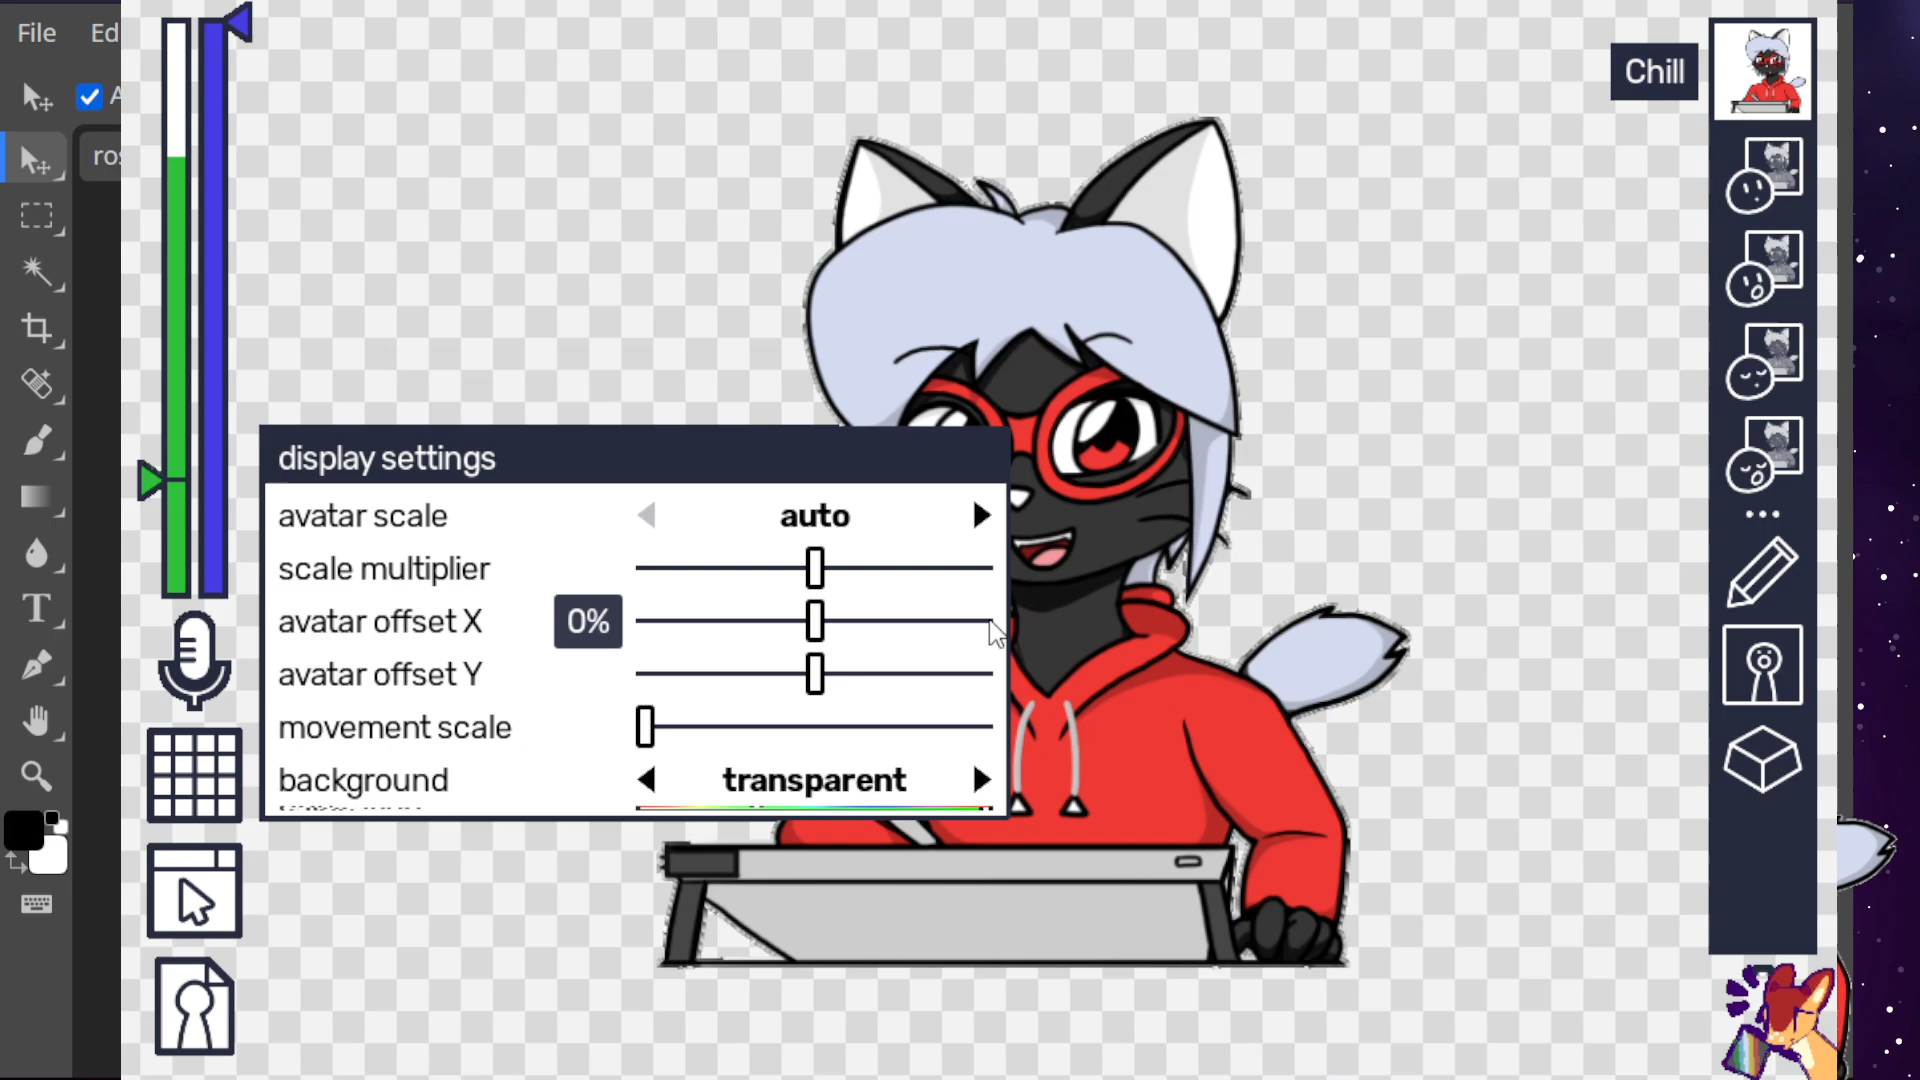 File Ed
A
ros
T
Chill
display settings
avatar scale auto
scale multiplier
avatar offset X 0%
avatar offset Y
movement scale
background transparent